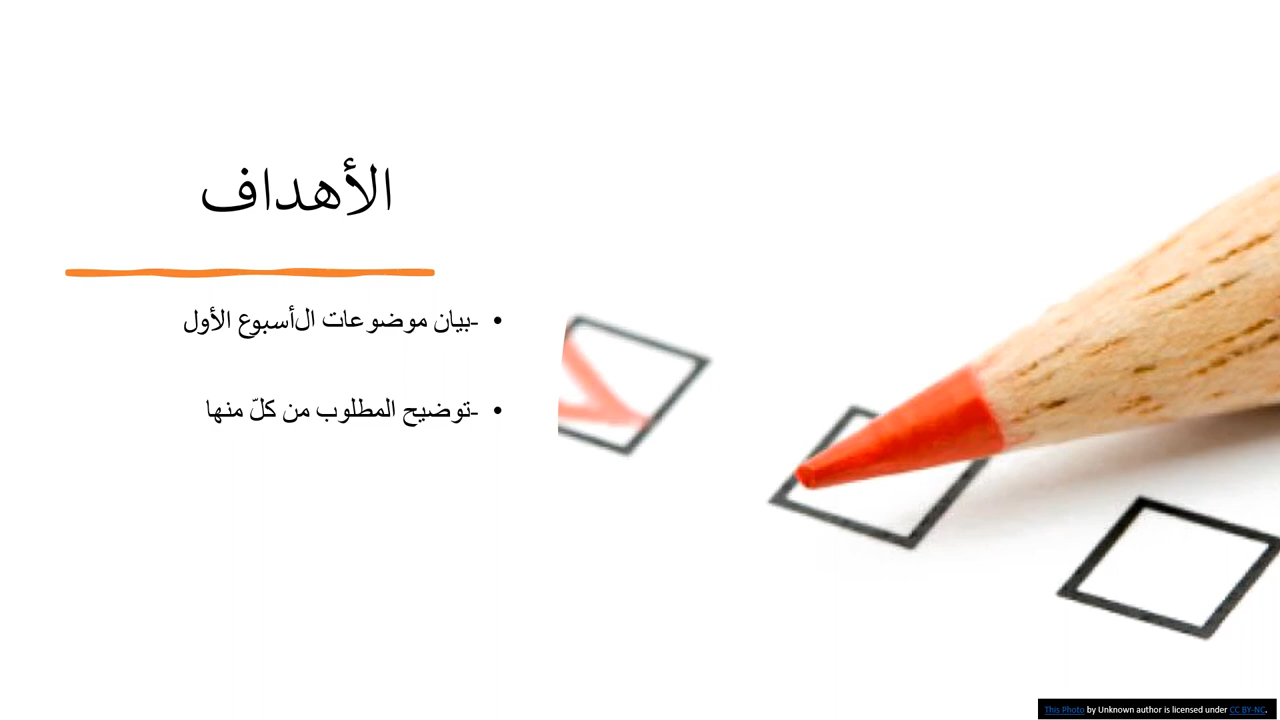 الأهداف
• -بيان موضوعات الأسبوع الأول
• -توضيح المطلوب من كلّ منها
This Photo by Unknown author is licensed under CC BY-NC.